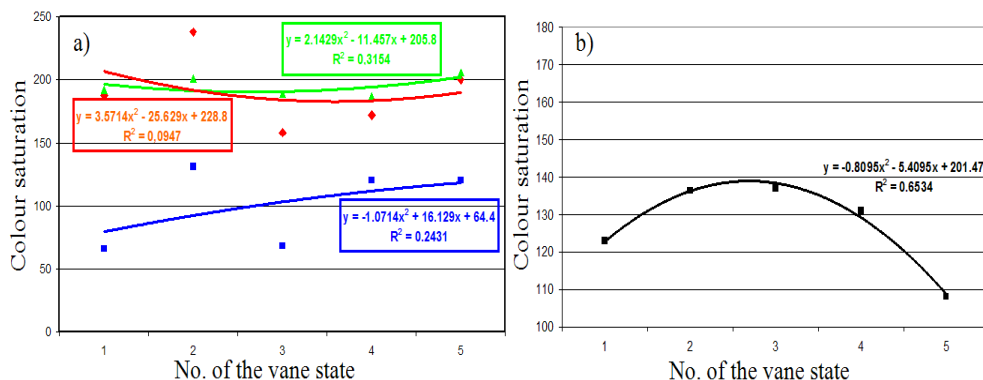 a)
250
200
150
100
50
0
Colour saturation
y = 2.1429x² - 11.457x + 205.8
R² = 0.3154
y = 3.5714x² - 25.629x + 228.8
R² = 0,0947
y = -1.0714x² + 16.129x + 64.4
R² = 0.2431
1 2 3 4 5
No. of the vane state
b)
180
170
160
150
140
130
120
110
100
Colour saturation
y = -0.8095x² - 5.4095x + 201.47
R² = 0.6534
1 2 3 4 5
No. of the vane state